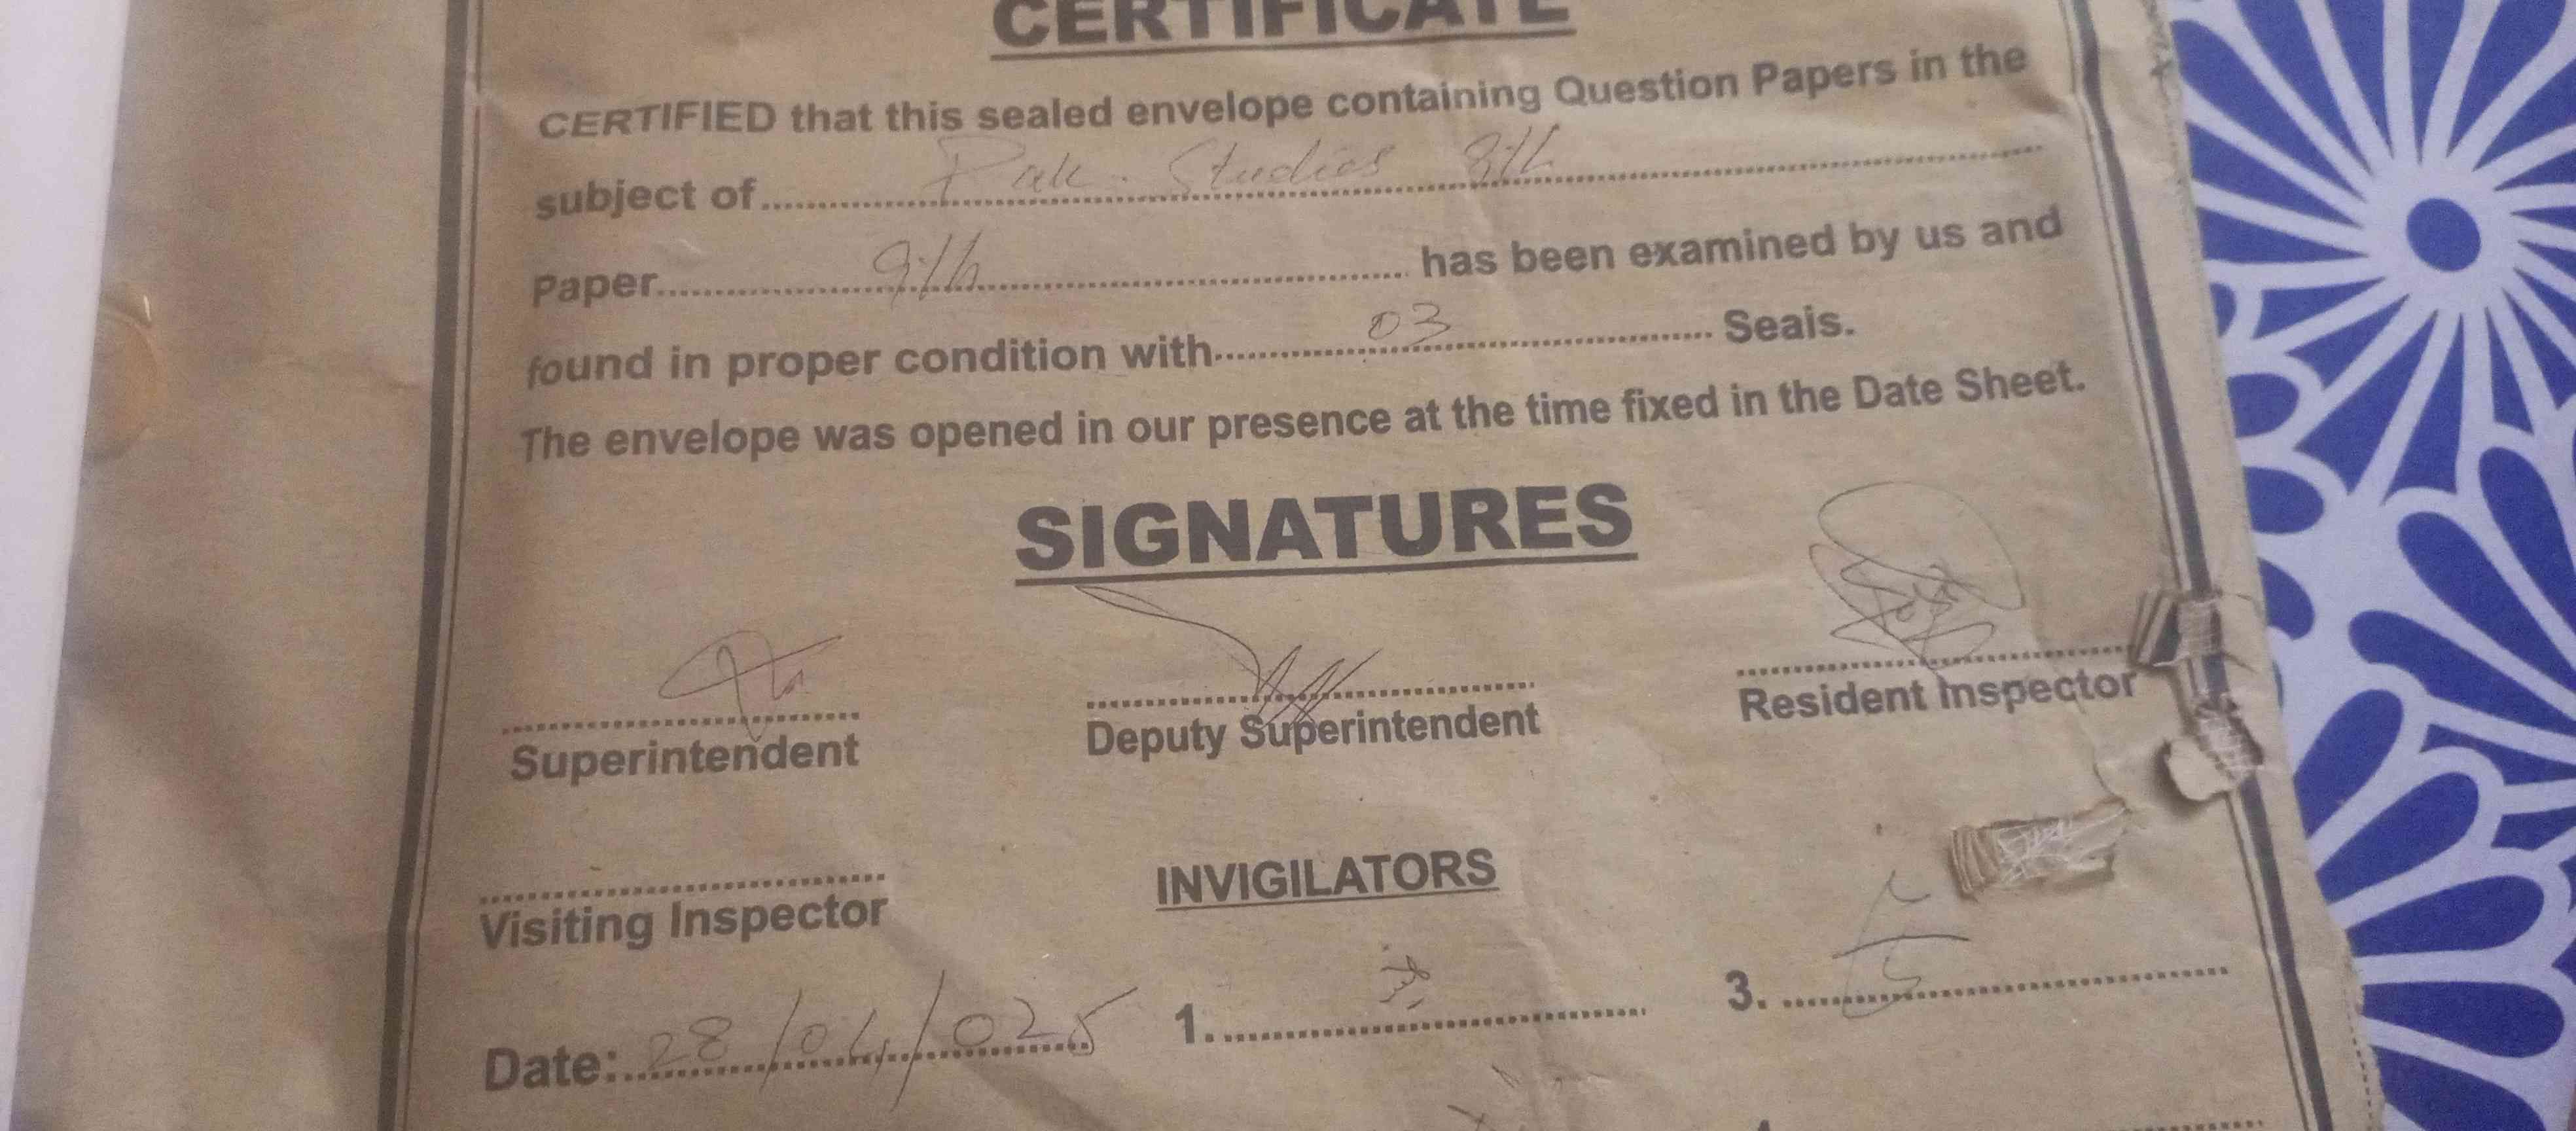 CERTIFICATE
CERTIFIED that this sealed envelope containing Question Papers in the
subject of Pak. Studies 9th
Paper 9th has been examined by us and
found in proper condition with 03 Seals.
The envelope was opened in our presence at the time fixed in the Date Sheet.
SIGNATURES
Superintendent Deputy Superintendent Resident Inspector
Visiting Inspector INVIGILATORS
Date: 28/04/025 1. 3.